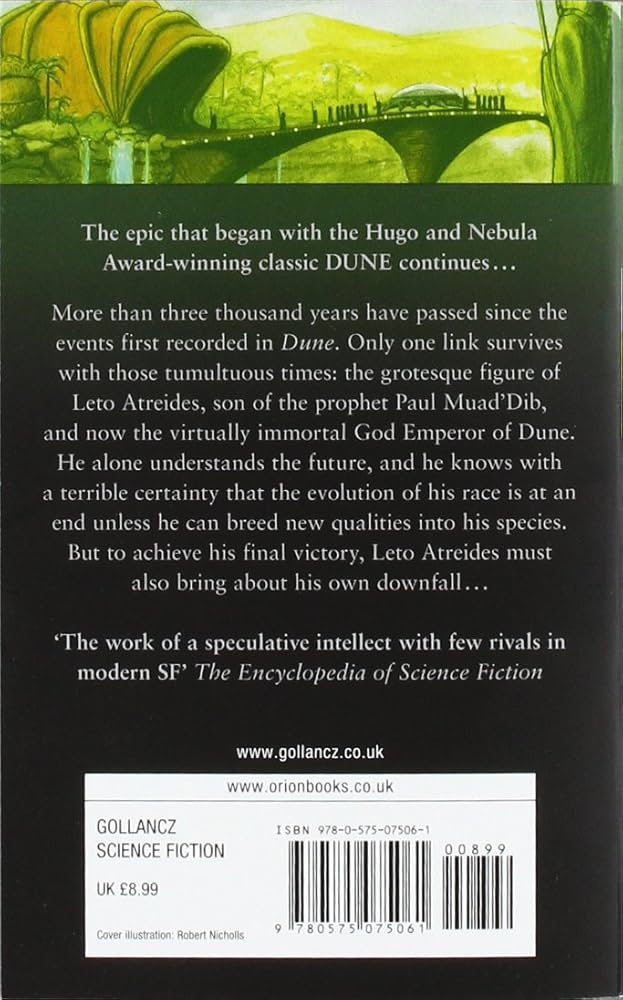 The epic that began with the Hugo and Nebula
Award-winning classic DUNE continues…
More than three thousand years have passed since the
events first recorded in Dune. Only one link survives
with those tumultuous times: the grotesque figure of
Leto Atreides, son of the prophet Paul Muad'Dib,
and now the virtually immortal God Emperor of Dune.
He alone understands the future, and he knows with
a terrible certainty that the evolution of his race is at an
end unless he can breed new qualities into his species.
But to achieve his final victory, Leto Atreides must
also bring about his own downfall…
‘The work of a speculative intellect with few rivals in
modern SF’ The Encyclopedia of Science Fiction
www.gollancz.co.uk
www.orionbooks.co.uk
GOLLANCZ
SCIENCE FICTION
UK £8.99
Cover illustration: Robert Nicholls
ISBN 978-0-575-07506-1
00899
9 780575 075061